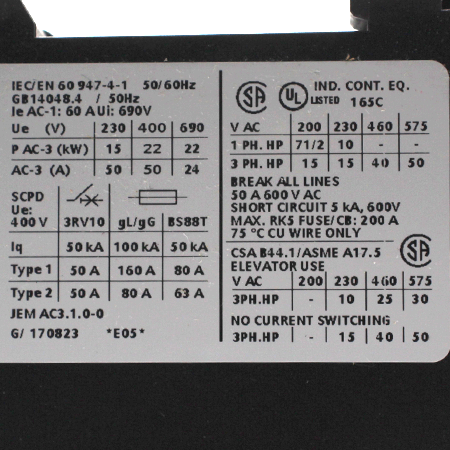 IEC/EN 60 947-4-1 50/60Hz
GB14048.4 / 50Hz
Ie AC-1: 60 A Ui: 690V
Ue (V) 230 400 690
P AC-3 (kW) 15 22 22
AC-3 (A) 50 50 24
SCPD
Ue:
400 V 3RV10 gL/gG BS88T
Iq 50 kA 100 kA 50 kA
Type 1 50 A 160 A 80 A
Type 2 50 A 80 A 63 A
JEM AC3.1.0-0
G/ 170823 *E05*
SA UL LISTED IND. CONT. EQ.
165C
V AC 200 230 460 575
1 PH. HP 71/2 10 - -
3 PH. HP 15 15 40 50
BREAK ALL LINES
50 A 600 V AC
SHORT CIRCUIT 5 kA, 600V
MAX. RK5 FUSE/CB: 200 A
75 °C CU WIRE ONLY
CSA B44.1/ASME A17.5 SA
ELEVATOR USE
V AC 200 230 460 575
3PH.HP - 10 25 30
NO CURRENT SWITCHING
3PH.HP - 15 40 50